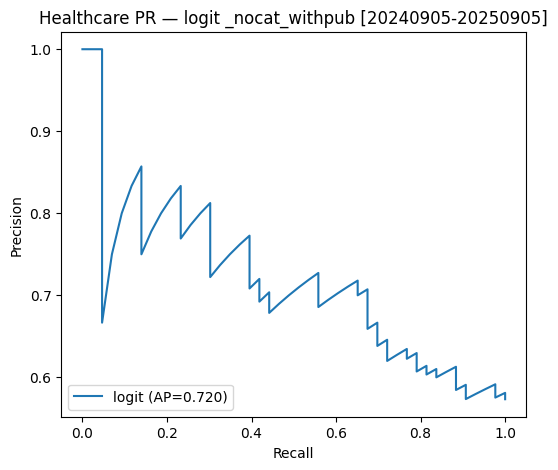 Healthcare PR — logit _nocat_withpub [20240905-20250905]
1.0
0.9
0.8
0.7
0.6
Precision
logit (AP=0.720)
0.0 0.2 0.4 0.6 0.8 1.0
Recall